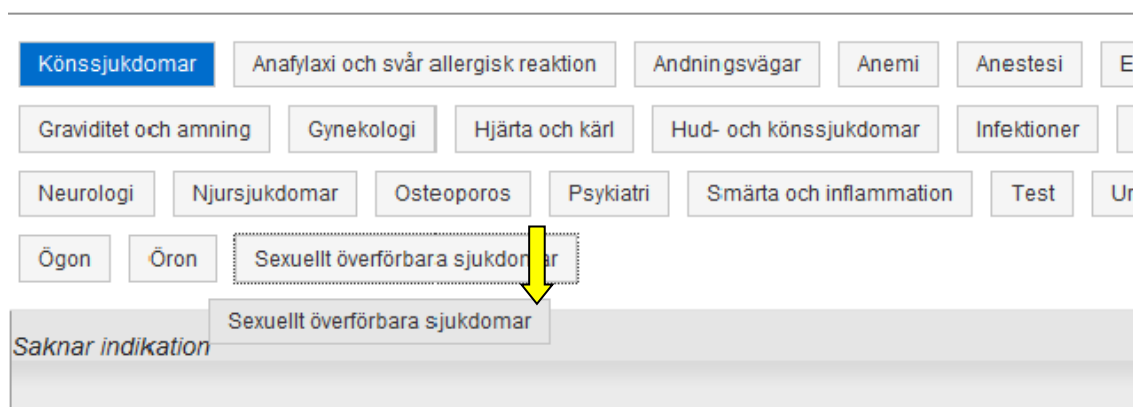 Könssjukdomar Anafylaxi och svår allergisk reaktion Andningsvägar Anemi Anestesi E
Graviditet och amning Gynekologi Hjärta och kärl Hud- och könssjukdomar Infektioner
Neurologi Njursjukdomar Osteoporos Psykiatri Smärta och inflammation Test Ur
Ögon Öron Sexuellt överförbara sjukdomar
Sexuellt överförbara sjukdomar
Saknar indikation